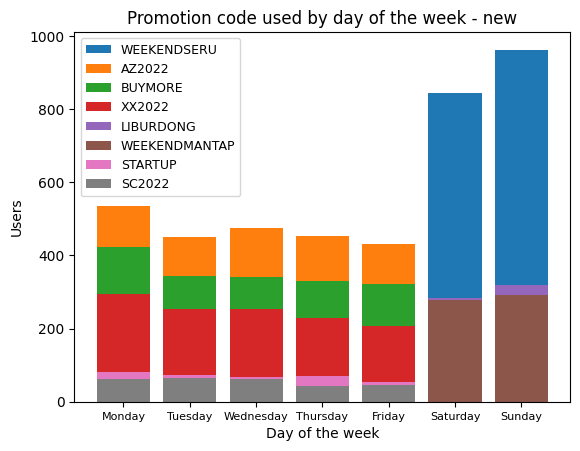 Promotion code used by day of the week - new
1000
800
600
400
200
0
Users
WEEKENDSERU
AZ2022
BUYMORE
XX2022
LIBURDONG
WEEKENDMANTAP
STARTUP
SC2022
Monday Tuesday Wednesday Thursday Friday Saturday Sunday
Day of the week